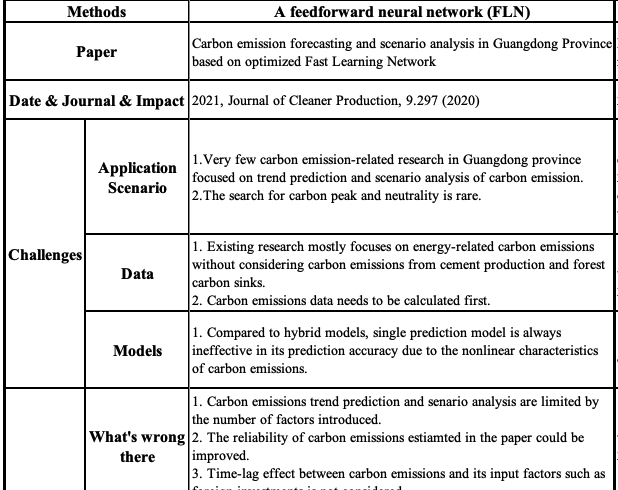 Methods
A feedforward neural network (FLN)
Paper
Carbon emission forecasting and scenario analysis in Guangdong Province
based on optimized Fast Learning Network
Date & Journal & Impact
2021, Journal of Cleaner Production, 9.297 (2020)
Challenges
Application
Scenario
1.Very few carbon emission-related research in Guangdong province
focused on trend prediction and scenario analysis of carbon emission.
2.The search for carbon peak and neutrality is rare.
Data
1. Existing research mostly focuses on energy-related carbon emissions
without considering carbon emissions from cement production and forest
carbon sinks.
2. Carbon emissions data needs to be calculated first.
Models
1. Compared to hybrid models, single prediction model is always
ineffective in its prediction accuracy due to the nonlinear characteristics
of carbon emissions.
What's wrong
there
1. Carbon emissions trend prediction and senario analysis are limited by
the number of factors introduced.
2. The reliability of carbon emissions estiamted in the paper could be
improved.
3. Time-lag effect between carbon emissions and its input factors such as
foreign investments is not considered.